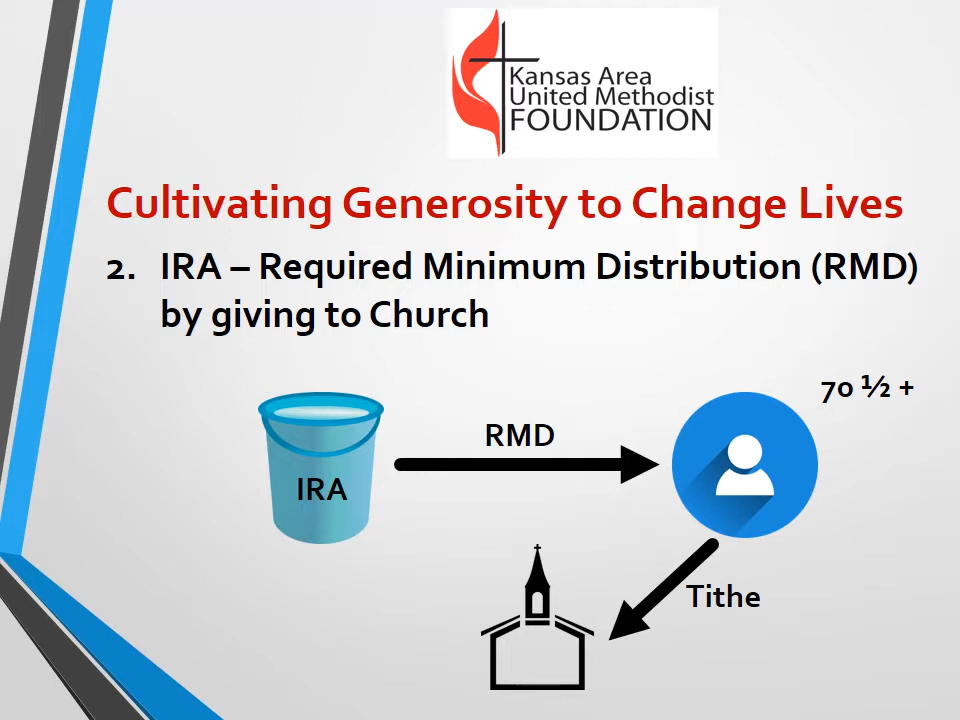 Kansas Area
United Methodist
FOUNDATION
Cultivating Generosity to Change Lives
2. IRA – Required Minimum Distribution (RMD)
by giving to Church
70 ½ +
RMD
IRA
Tithe